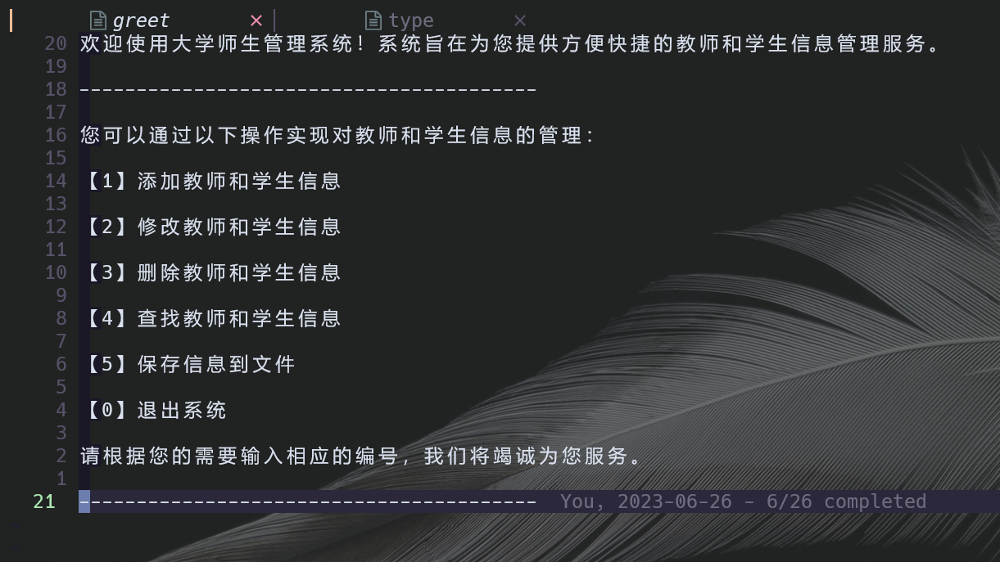 greet × type ×
20 欢迎使用大学师生管理系统！系统旨在为您提供方便快捷的教师和学生信息管理服务。
19
18 ----------------------------------------
17
16 您可以通过以下操作实现对教师和学生信息的管理：
15
14 【1】添加教师和学生信息
13
12 【2】修改教师和学生信息
11
10 【3】删除教师和学生信息
9
8 【4】查找教师和学生信息
7
6 【5】保存信息到文件
5
4 【0】退出系统
3
2 请根据您的需要输入相应的编号，我们将竭诚为您服务。
1
21 ---------------------------------------- You, 2023-06-26 - 6/26 completed